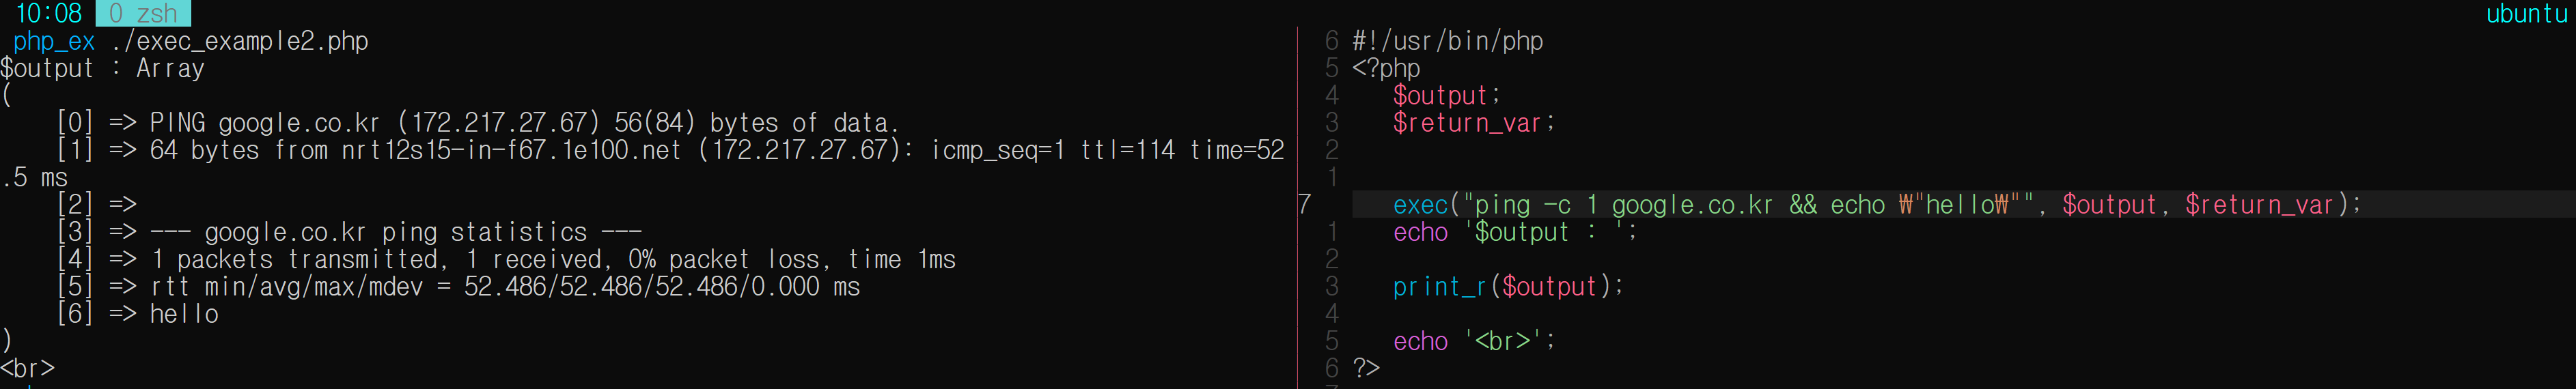 10:08 0 zsh ubuntu
php_ex ./exec_example2.php
$output : Array
(
    [0] => PING google.co.kr (172.217.27.67) 56(84) bytes of data.
    [1] => 64 bytes from nrt12s15-in-f67.1e100.net (172.217.27.67): icmp_seq=1 ttl=114 time=52
.5 ms
    [2] =>
    [3] => --- google.co.kr ping statistics ---
    [4] => 1 packets transmitted, 1 received, 0% packet loss, time 1ms
    [5] => rtt min/avg/max/mdev = 52.486/52.486/52.486/0.000 ms
    [6] => hello
)
<br>
6 #!/usr/bin/php
5 <?php
4    $output;
3    $return_var;
2
1
7    exec("ping -c 1 google.co.kr && echo ₩"hello₩"", $output, $return_var);
1    echo '$output : ';
2
3    print_r($output);
4
5    echo '<br>';
6 ?>